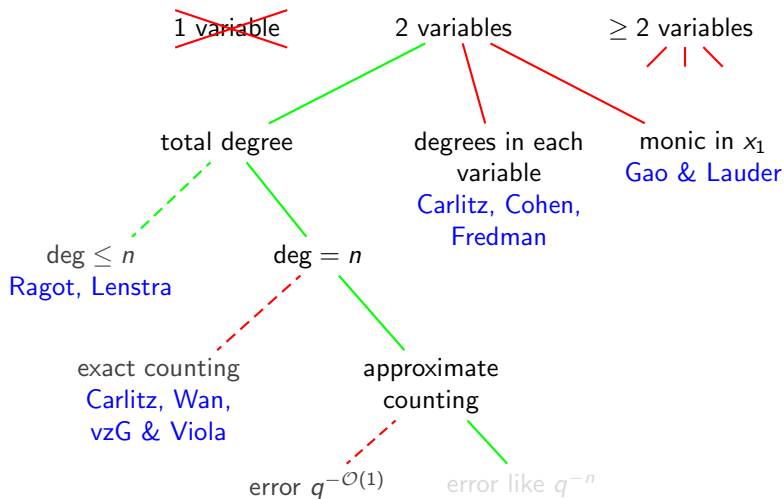 1 variable
2 variables
≥ 2 variables
total degree
degrees in each
variable
Carlitz, Cohen,
Fredman
monic in x₁
Gao & Lauder
deg ≤ n
Ragot, Lenstra
deg = n
exact counting
Carlitz, Wan,
vzG & Viola
approximate
counting
error q^{-𝒪(1)}
error like q^{-n}